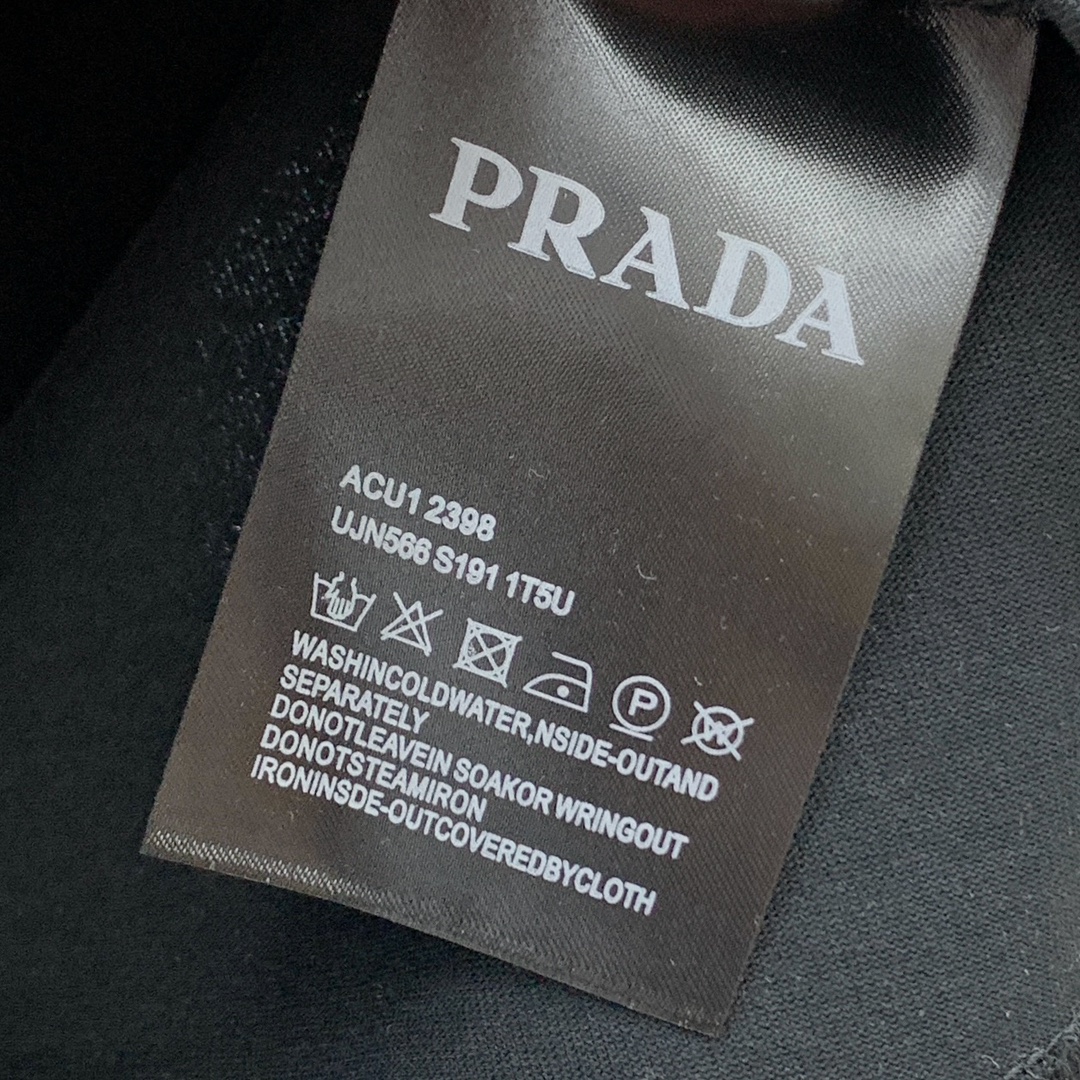 PRADA
ACU1 2398
UJN566 S191 1T5U
WASHINCOLDWATER,NSIDE-OUTAND
SEPARATELY
DONOTLEAVEIN SOAKOR WRINGOUT
DONOTSTEAMIRON
IRONINSDE-OUTCOVEREDBYCLOTH